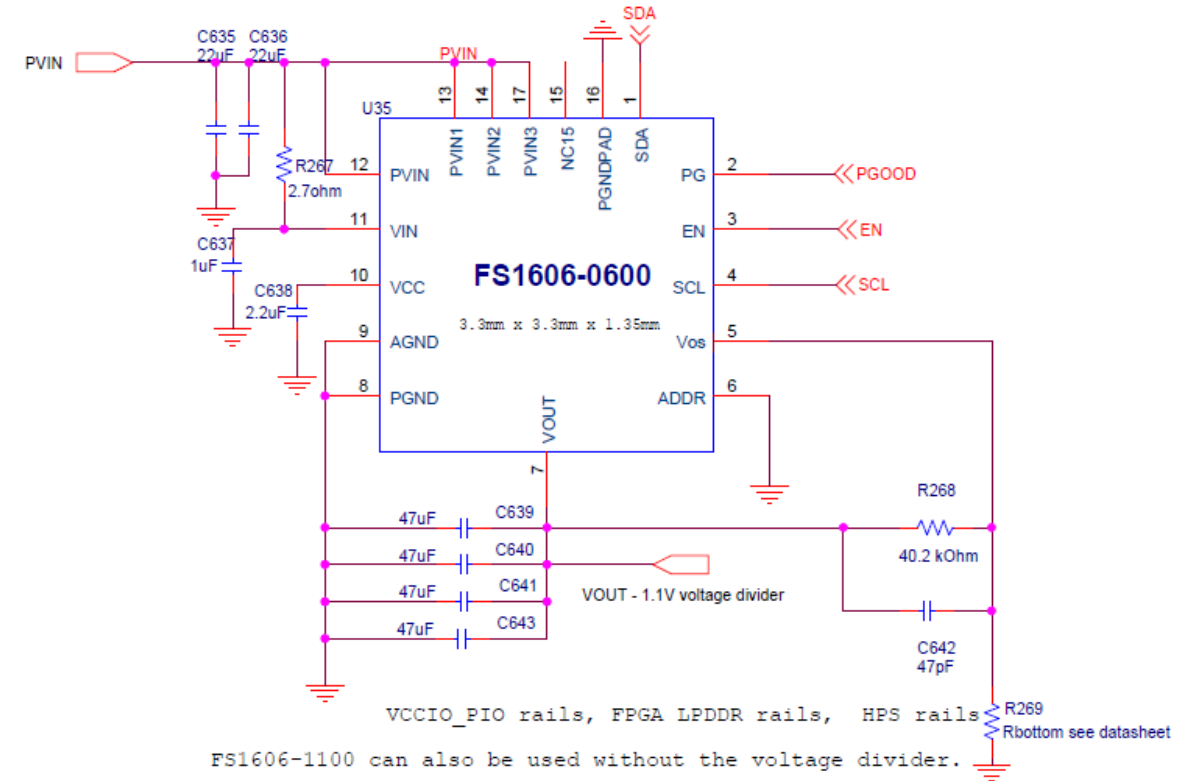 SDA
C635 C636
22uF 22uF
PVIN
PVIN
13 14 17 15 16 1
U35
PVIN1 PVIN2 PVIN3 NC15 PGNDPAD SDA
R267
2.7ohm
12 PVIN
PG 2
PGOOD
11 VIN
EN 3
EN
C637
1uF
10 VCC
FS1606-0600
SCL 4
SCL
C638
2.2uF
3.3mm x 3.3mm x 1.35mm
9 AGND
Vos 5
8 PGND
ADDR 6
VOUT
7
R268
40.2 kOhm
47uF C639
47uF C640
47uF C641
47uF C643
VOUT - 1.1V voltage divider
C642
47pF
VCCIO_PIO rails, FPGA LPDDR rails, HPS rails
R269
Rbottom see datasheet
FS1606-1100 can also be used without the voltage divider.